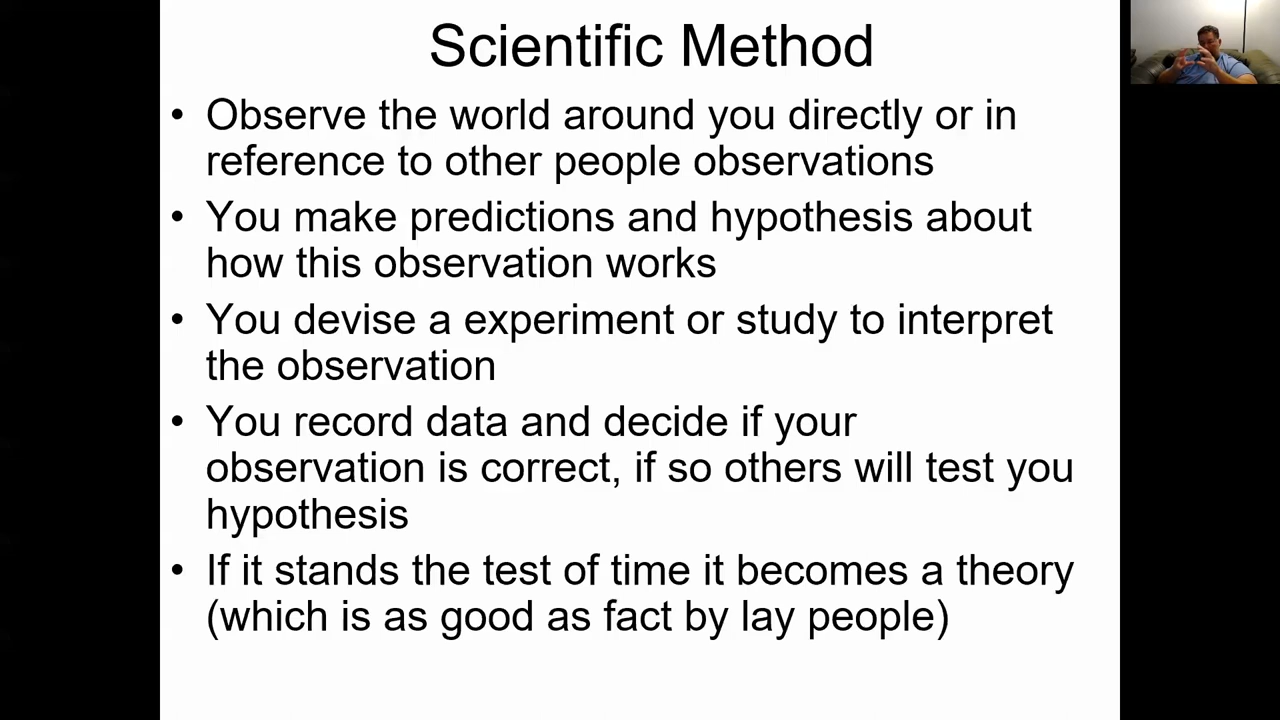 Scientific Method
• Observe the world around you directly or in
reference to other people observations
• You make predictions and hypothesis about
how this observation works
• You devise a experiment or study to interpret
the observation
• You record data and decide if your
observation is correct, if so others will test you
hypothesis
• If it stands the test of time it becomes a theory
(which is as good as fact by lay people)